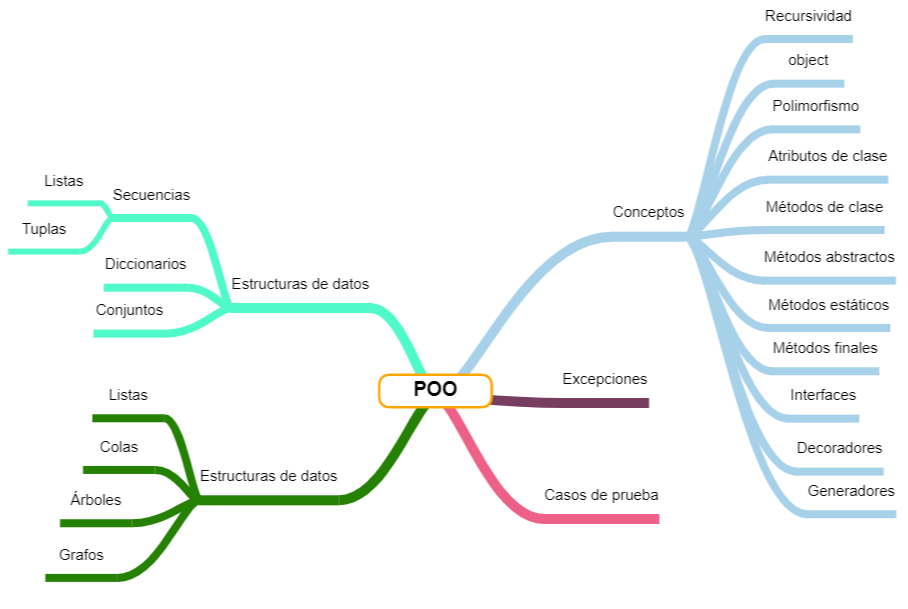 POO
Conceptos
Recursividad
object
Polimorfismo
Atributos de clase
Métodos de clase
Métodos abstractos
Métodos estáticos
Métodos finales
Interfaces
Decoradores
Generadores
Excepciones
Casos de prueba
Estructuras de datos
Secuencias
Listas
Tuplas
Diccionarios
Conjuntos
Estructuras de datos
Listas
Colas
Árboles
Grafos